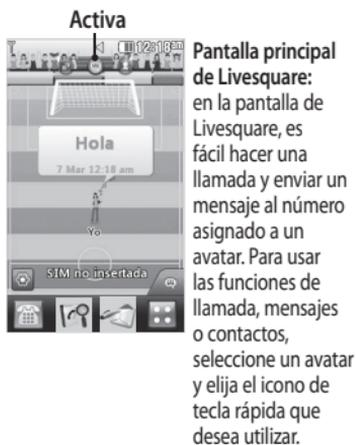 Activa
12:18am
Hola
7 Mar 12:18 am
Yo
SIM no insertada
Pantalla principal
de Livesquare:
en la pantalla de
Livesquare, es
fácil hacer una
llamada y enviar un
mensaje al número
asignado a un
avatar. Para usar
las funciones de
llamada, mensajes
o contactos,
seleccione un avatar
y elija el icono de
tecla rápida que
desea utilizar.